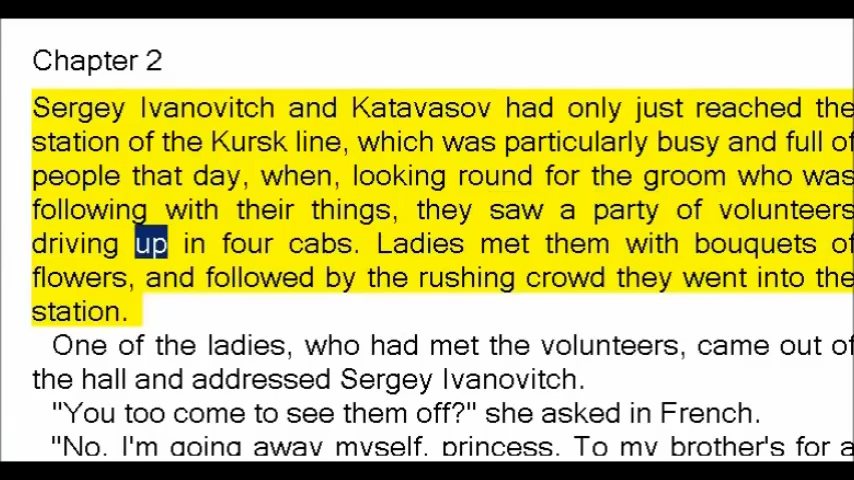 Chapter 2
Sergey Ivanovitch and Katavasov had only just reached the
station of the Kursk line, which was particularly busy and full of
people that day, when, looking round for the groom who was
following with their things, they saw a party of volunteers
driving up in four cabs. Ladies met them with bouquets of
flowers, and followed by the rushing crowd they went into the
station.
One of the ladies, who had met the volunteers, came out of
the hall and addressed Sergey Ivanovitch.
"You too come to see them off?" she asked in French.
"No, I'm going away myself, princess. To my brother's for a